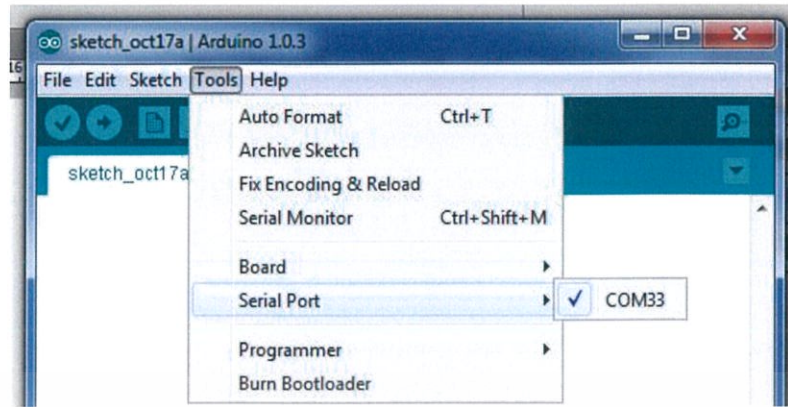 sketch_oct17a | Arduino 1.0.3
16
File Edit Sketch Tools Help
sketch_oct17a
Auto Format Ctrl+T
Archive Sketch
Fix Encoding & Reload
Serial Monitor Ctrl+Shift+M
Board
Serial Port
COM33
Programmer
Burn Bootloader